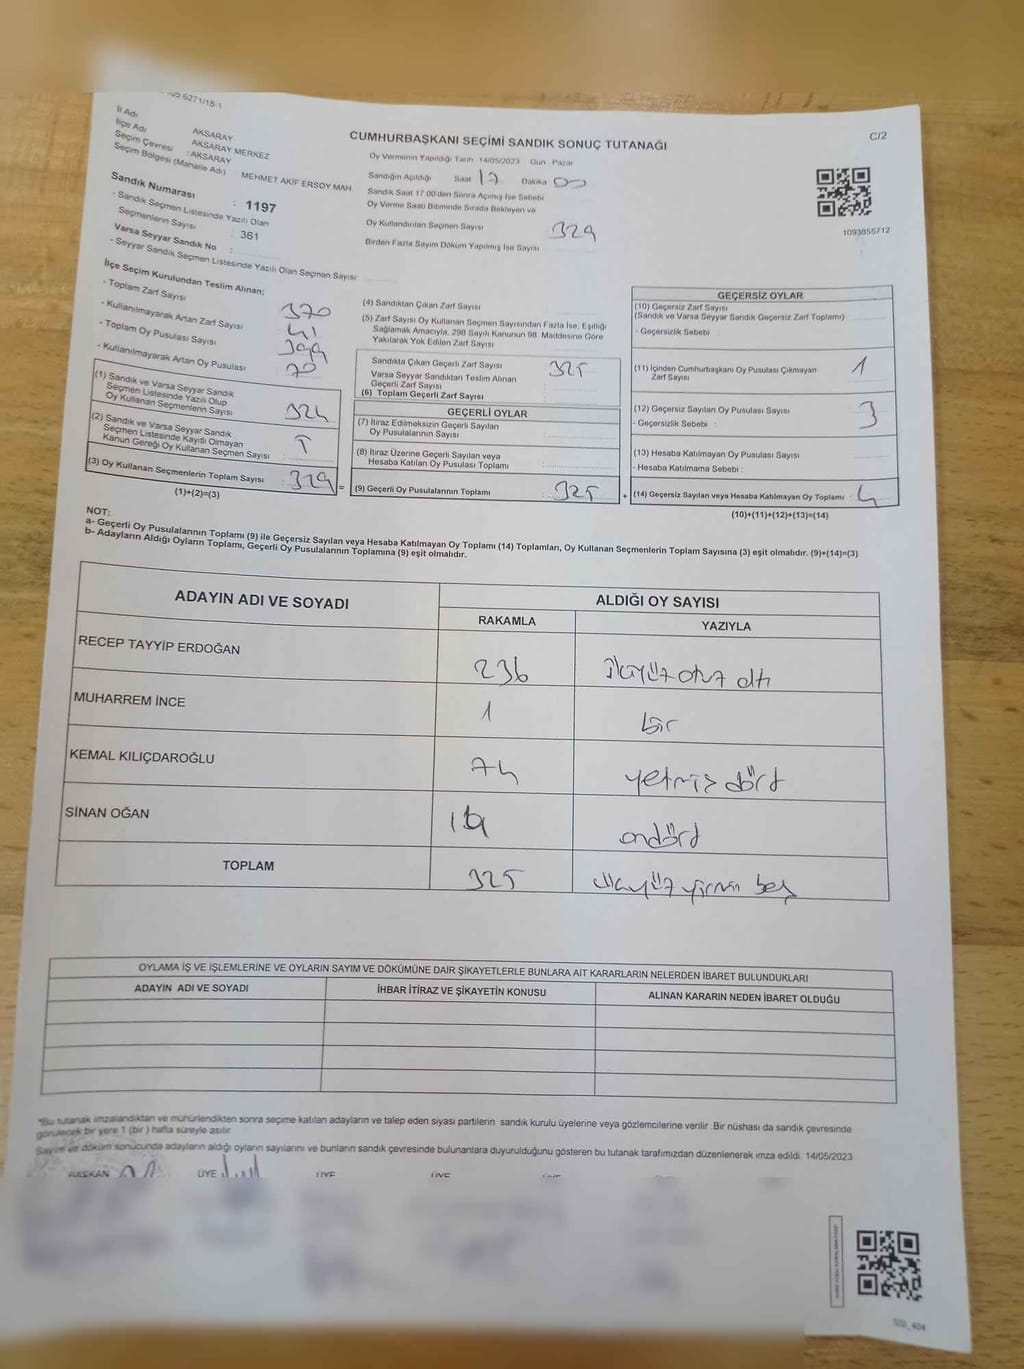 CUMHURBAŞKANI SEÇİMİ SANDIK SONUÇ TUTANAĞI
C/2
İl Adı : AKSARAY
İlçe Adı AKSARAY MERKEZ
Seçim Çevresi : AKSARAY
Seçim Bölgesi (Mahalle Adı) MEHMET AKİF ERSOY MAH
Sandık Numarası : 1197
- Sandık Seçmen Listesinde Yazılı Olan
Seçmenlerin Sayısı : 361
Varsa Seyyar Sandık No :
- Seyyar Sandık Seçmen Listesinde Yazılı Olan Seçmen Sayısı
Oy Vermenin Yapıldığı Tarih 14/05/2023 Gün Pazar
Sandığın Açıldığı Saat 17 Dakika 00
Sandık Saat 17.00'den Sonra Açılmış İse Sebebi
Oy Verme Saati Bitiminde Sırada Bekleyen ve
Oy Kullandırılan Seçmen Sayısı 329
Birden Fazla Sayım Döküm Yapılmış İse Sayısı
1093655712
İlçe Seçim Kurulundan Teslim Alınan;
- Toplam Zarf Sayısı 370
- Kullanılmayarak Artan Zarf Sayısı 41
- Toplam Oy Pusulası Sayısı 399
- Kullanılmayarak Artan Oy Pusulası 70
(1) Sandık ve Varsa Seyyar Sandık
Seçmen Listesinde Yazılı Olup
Oy Kullanan Seçmenlerin Sayısı 324
(2) Sandık ve Varsa Seyyar Sandık
Seçmen Listesinde Kayıtlı Olmayan
Kanun Gereği Oy Kullanan Seçmen Sayısı : 5
(3) Oy Kullanan Seçmenlerin Toplam Sayısı : 329
(1)+(2)=(3)
(4) Sandıktan Çıkan Zarf Sayısı
(5) Zarf Sayısı Oy Kullanan Seçmen Sayısından Fazla İse, Eşitliği
Sağlamak Amacıyla, 298 Sayılı Kanunun 98. Maddesine Göre
Yakılarak Yok Edilen Zarf Sayısı
Sandıkta Çıkan Geçerli Zarf Sayısı 325
Varsa Seyyar Sandıktan Teslim Alınan
Geçerli Zarf Sayısı
(6) Toplam Geçerli Zarf Sayısı
GEÇERLİ OYLAR
(7) İtiraz Edilmeksizin Geçerli Sayılan
Oy Pusulalarının Sayısı
(8) İtiraz Üzerine Geçerli Sayılan veya
Hesaba Katılan Oy Pusulası Toplamı
= (9) Geçerli Oy Pusulalarının Toplamı 325
GEÇERSİZ OYLAR
(10) Geçersiz Zarf Sayısı
(Sandık ve Varsa Seyyar Sandık Geçersiz Zarf Toplamı)
- Geçersizlik Sebebi :
(11) İçinden Cumhurbaşkanı Oy Pusulası Çıkmayan
Zarf Sayısı 1
(12) Geçersiz Sayılan Oy Pusulası Sayısı 3
- Geçersizlik Sebebi :
(13) Hesaba Katılmayan Oy Pusulası Sayısı
- Hesaba Katılmama Sebebi :
+ (14) Geçersiz Sayılan veya Hesaba Katılmayan Oy Toplamı : 4
(10)+(11)+(12)+(13)=(14)
NOT:
a- Geçerli Oy Pusulalarının Toplamı (9) ile Geçersiz Sayılan veya Hesaba Katılmayan Oy Toplamı (14) Toplamları, Oy Kullanan Seçmenlerin Toplam Sayısına (3) eşit olmalıdır. (9)+(14)=(3)
b- Adayların Aldığı Oyların Toplamı, Geçerli Oy Pusulalarının Toplamına (9) eşit olmalıdır.
ADAYIN ADI VE SOYADI ALDIĞI OY SAYISI
RAKAMLA YAZIYLA
RECEP TAYYİP ERDOĞAN 236 ikiyüz otuz altı
MUHARREM İNCE 1 bir
KEMAL KILIÇDAROĞLU 74 yetmiş dört
SİNAN OĞAN 14 ondört
TOPLAM 325 üçyüz yirmi beş
OYLAMA İŞ VE İŞLEMLERİNE VE OYLARIN SAYIM VE DÖKÜMÜNE DAİR ŞİKAYETLERLE BUNLARA AİT KARARLARIN NELERDEN İBARET BULUNDUKLARI
ADAYIN ADI VE SOYADI İHBAR İTİRAZ VE ŞİKAYETİN KONUSU ALINAN KARARIN NEDEN İBARET OLDUĞU
*Bu tutanak imzalandıktan ve mühürlendikten sonra seçime katılan adayların ve talep eden siyasi partilerin sandık kurulu üyelerine veya gözlemcilerine verilir. Bir nüshası da sandık çevresinde
görülecek bir yere 1 (bir) hafta süreyle asılır.
Sayım ve döküm sonucunda adayların aldığı oyların sayılarını ve bunların sandık çevresinde bulunanlara duyurulduğunu gösteren bu tutanak tarafımızdan düzenlenerek imza edildi. 14/05/2023
BAŞKAN ÜYE ÜYE ÜYE